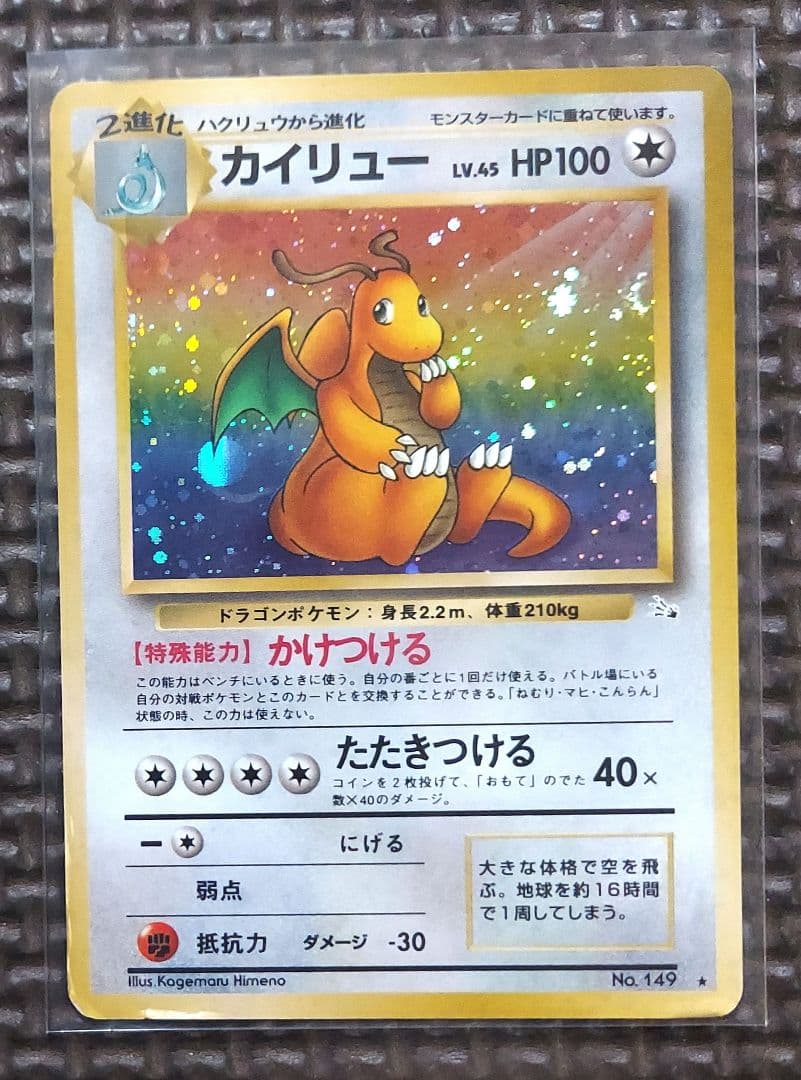 2進化 ハクリュウから進化 モンスターカードに重ねて使います。
カイリュー LV.45 HP100
ドラゴンポケモン：身長2.2m、体重210kg
【特殊能力】かけつける
この能力はベンチにいるときに使う。自分の番ごとに1回だけ使える。バトル場にいる
自分の対戦ポケモンとこのカードとを交換することができる。「ねむり・マヒ・こんらん」
状態の時、この力は使えない。
たたきつける
コインを2枚投げて、「おもて」のでた
数×40のダメージ。
40×
ー にげる
弱点
抵抗力 ダメージ -30
大きな体格で空を飛
ぶ。地球を約16時間
で1周してしまう。
Illus.Kagemaru Himeno No. 149 ★